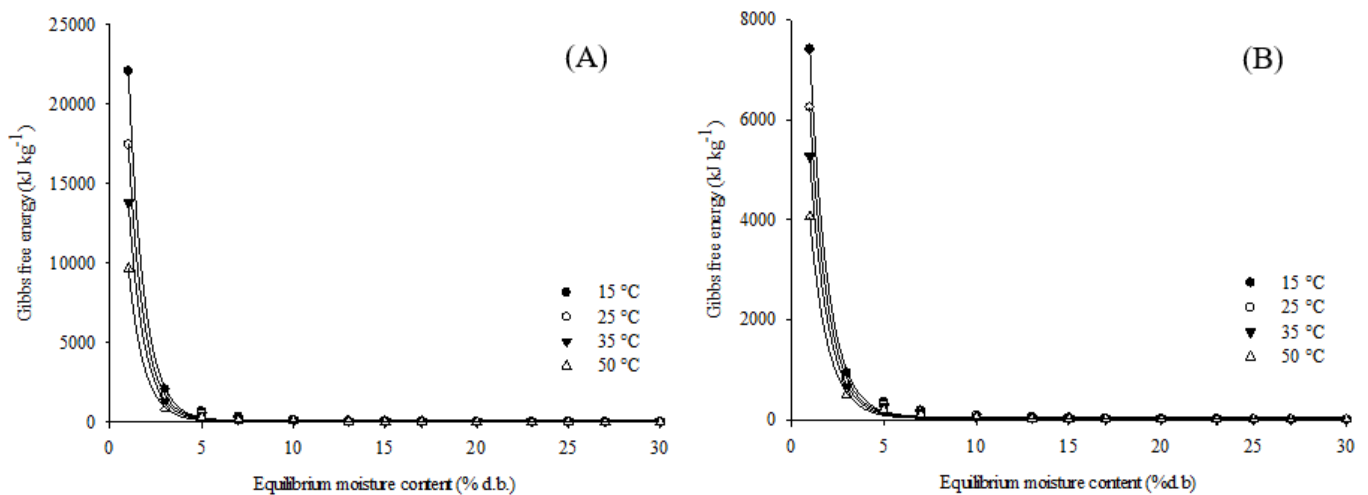 25000
20000
15000
10000
5000
0
Gibbs free energy (kJ kg-1)
(A)
15 °C
25 °C
35 °C
50 °C
0 5 10 15 20 25 30
Equilibrium moisture content (% d.b.)
8000
6000
4000
2000
0
Gibbs free energy (kJ kg-1)
(B)
15 °C
25 °C
35 °C
50 °C
0 5 10 15 20 25 30
Equilibrium moisture content (%d.b)